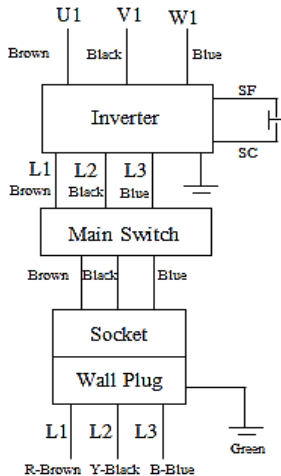 U1 V1 W1
Brown Black Blue
SF
Inverter
SC
L1 L2 L3
Brown Black Blue
Main Switch
Brown Black Blue
Socket
Wall Plug
L1 L2 L3
Green
R-Brown Y-Black B-Blue